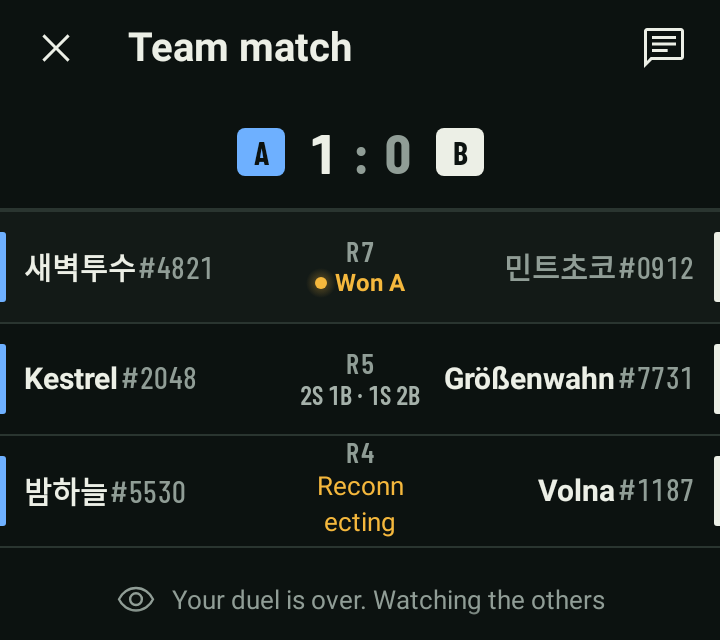 Team match
A 1 : 0 B
새벽투수#4821 R7 민트초코#0912
Won A
Kestrel#2048 R5 Größenwahn#7731
2S 1B · 1S 2B
밤하늘#5530 R4 Volna#1187
Reconn
ecting
Your duel is over. Watching the others